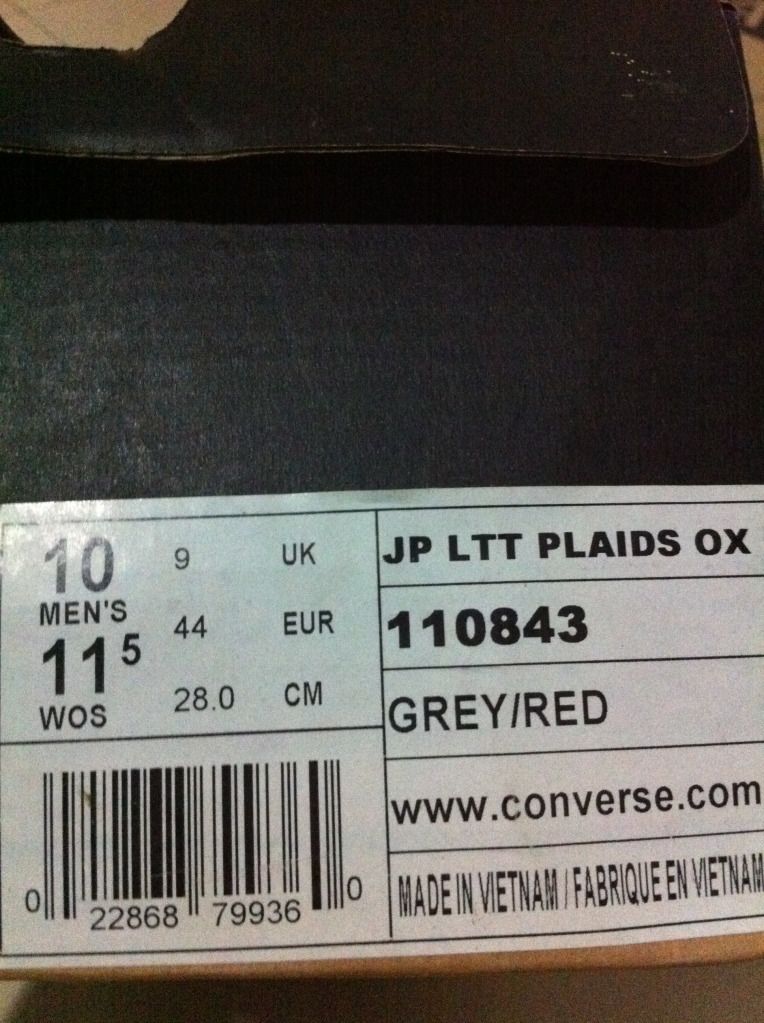 10 9 UK
MEN'S
11 5 44 EUR
WOS 28.0 CM
JP LTT PLAIDS OX
110843
GREY/RED
www.converse.com
MADE IN VIETNAM / FABRIQUE EN VIETNAM
0 22868 79936 0